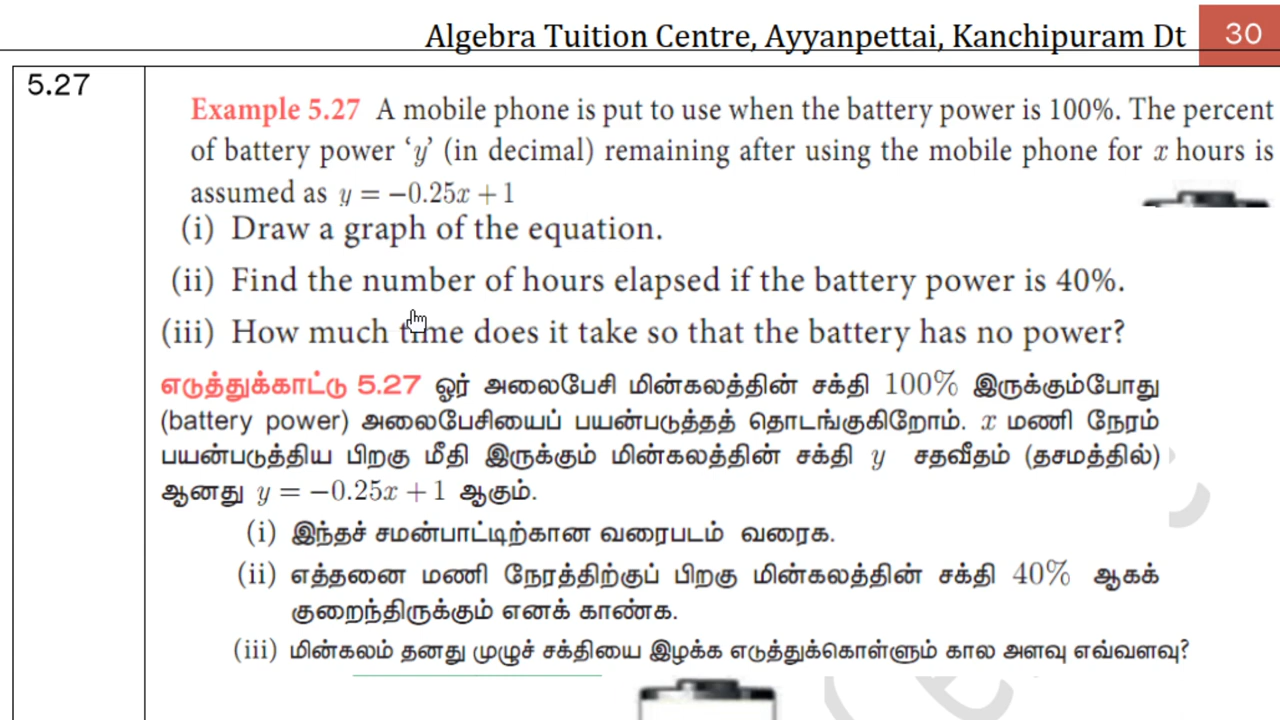 Algebra Tuition Centre, Ayyanpettai, Kanchipuram Dt 30
5.27
Example 5.27 A mobile phone is put to use when the battery power is 100%. The percent
of battery power ‘y’ (in decimal) remaining after using the mobile phone for x hours is
assumed as y = −0.25x + 1
(i) Draw a graph of the equation.
(ii) Find the number of hours elapsed if the battery power is 40%.
(iii) How much time does it take so that the battery has no power?
எடுத்துக்காட்டு 5.27 ஓர் அலைபேசி மின்கலத்தின் சக்தி 100% இருக்கும்போது
(battery power) அலைபேசியைப் பயன்படுத்தத் தொடங்குகிறோம். x மணி நேரம்
பயன்படுத்திய பிறகு மீதி இருக்கும் மின்கலத்தின் சக்தி y சதவீதம் (தசமத்தில்)
ஆனது y = −0.25x + 1 ஆகும்.
(i) இந்தச் சமன்பாட்டிற்கான வரைபடம் வரைக.
(ii) எத்தனை மணி நேரத்திற்குப் பிறகு மின்கலத்தின் சக்தி 40% ஆகக்
குறைந்திருக்கும் எனக் காண்க.
(iii) மின்கலம் தனது முழுச் சக்தியை இழக்க எடுத்துக்கொள்ளும் கால அளவு எவ்வளவு?